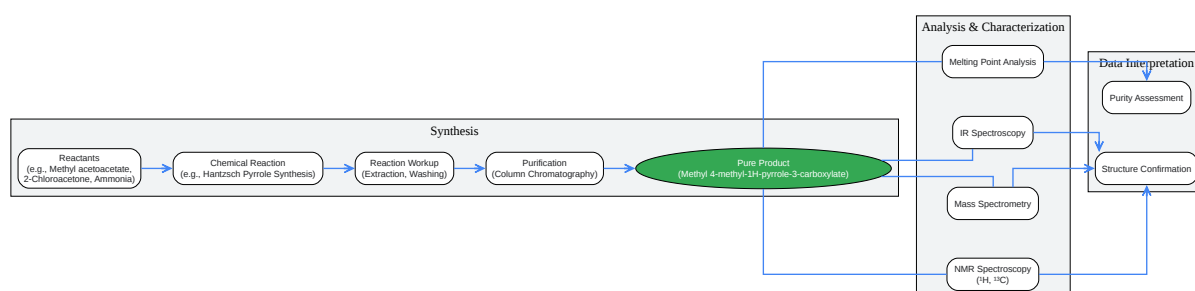 Synthesis
Reactants
(e.g., Methyl acetoacetate,
2-Chloroacetone, Ammonia)
Chemical Reaction
(e.g., Hantzsch Pyrrole Synthesis)
Reaction Workup
(Extraction, Washing)
Purification
(Column Chromatography)
Pure Product
(Methyl 4-methyl-1H-pyrrole-3-carboxylate)
Analysis & Characterization
Melting Point Analysis
IR Spectroscopy
Mass Spectrometry
NMR Spectroscopy
(¹H, ¹³C)
Data Interpretation
Purity Assessment
Structure Confirmation